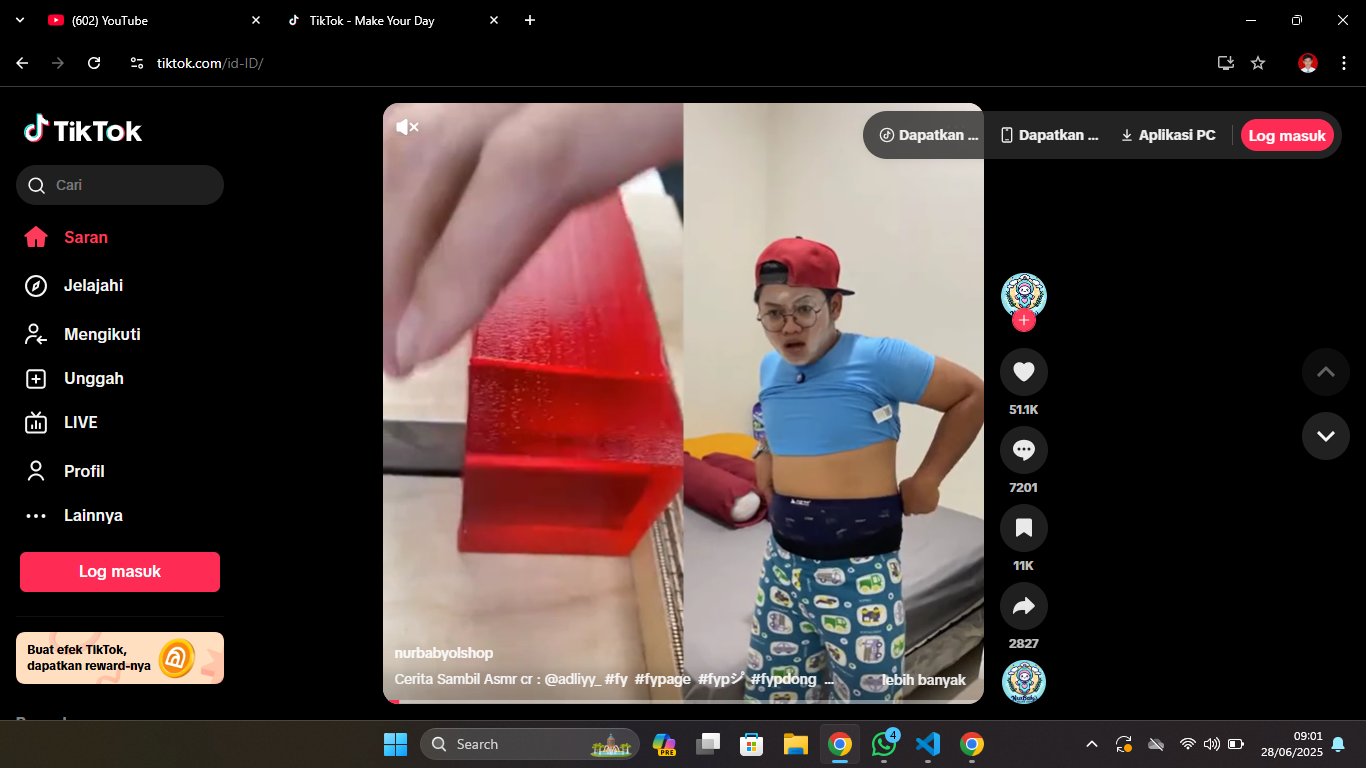 (602) YouTube
TikTok - Make Your Day
tiktok.com/id-ID/
TikTok
Cari
Saran
Jelajahi
Mengikuti
Unggah
LIVE
Profil
Lainnya
Log masuk
Buat efek TikTok,
dapatkan reward-nya
Dapatkan ...
Dapatkan ...
Aplikasi PC
Log masuk
nurbabyolshop
Cerita Sambil Asmr cr : @adliyy_ #fy #fypage #fypジ #fypdong ...
lebih banyak
51.1K
7201
11K
2827
Search
PRE
4
09:01
28/06/2025